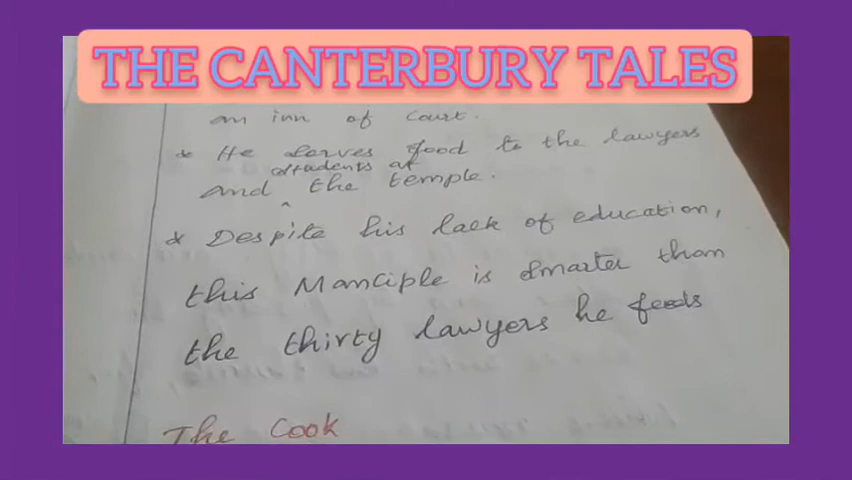 THE CANTERBURY TALES
an inn of court.
* He serves food to the lawyers
students at
and ^ the temple.
* Despite his lack of education,
this Manciple is smarter than
the thirty lawyers he feeds
The Cook